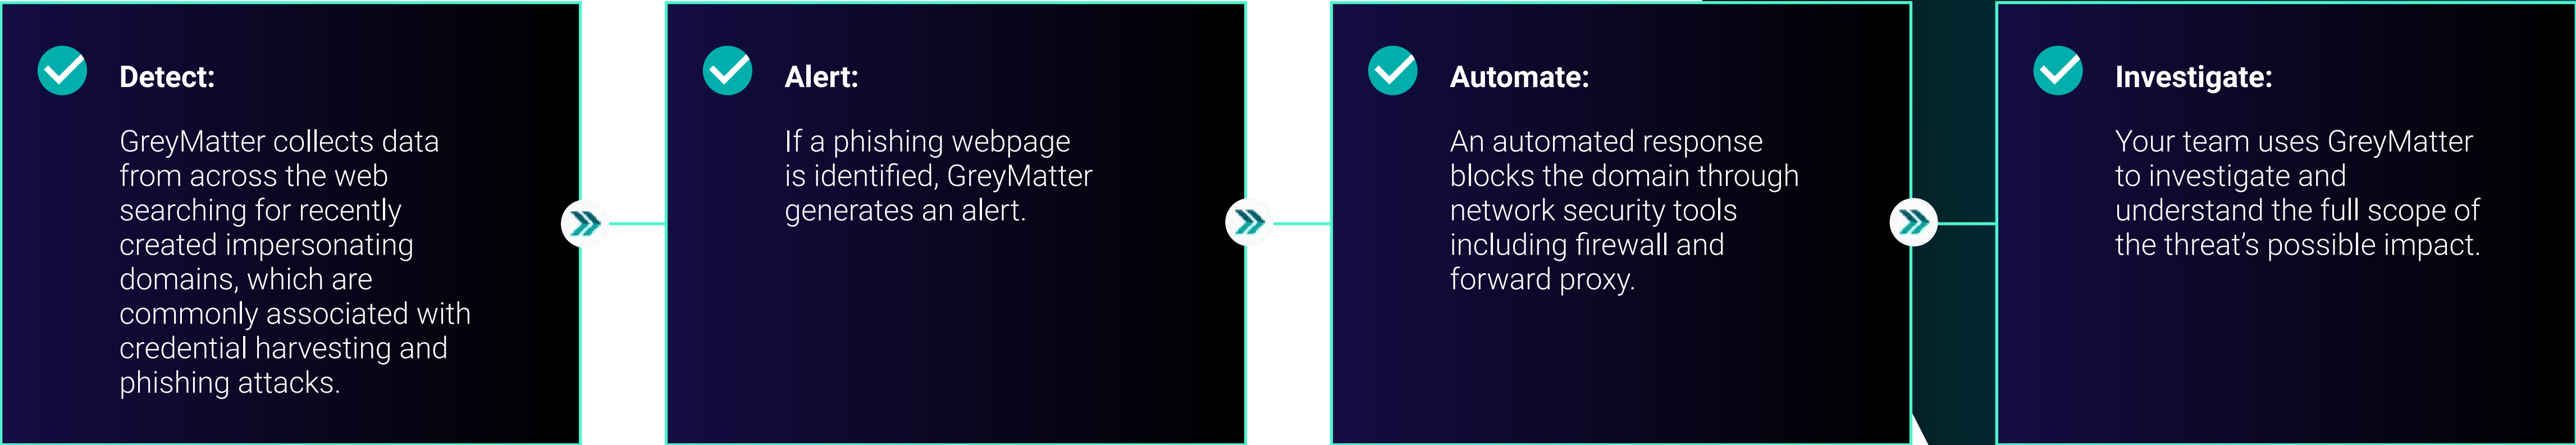 Detect:
GreyMatter collects data
from across the web
searching for recently
created impersonating
domains, which are
commonly associated with
credential harvesting and
phishing attacks.
Alert:
If a phishing webpage
is identified, GreyMatter
generates an alert.
Automate:
An automated response
blocks the domain through
network security tools
including firewall and
forward proxy.
Investigate:
Your team uses GreyMatter
to investigate and
understand the full scope of
the threat’s possible impact.